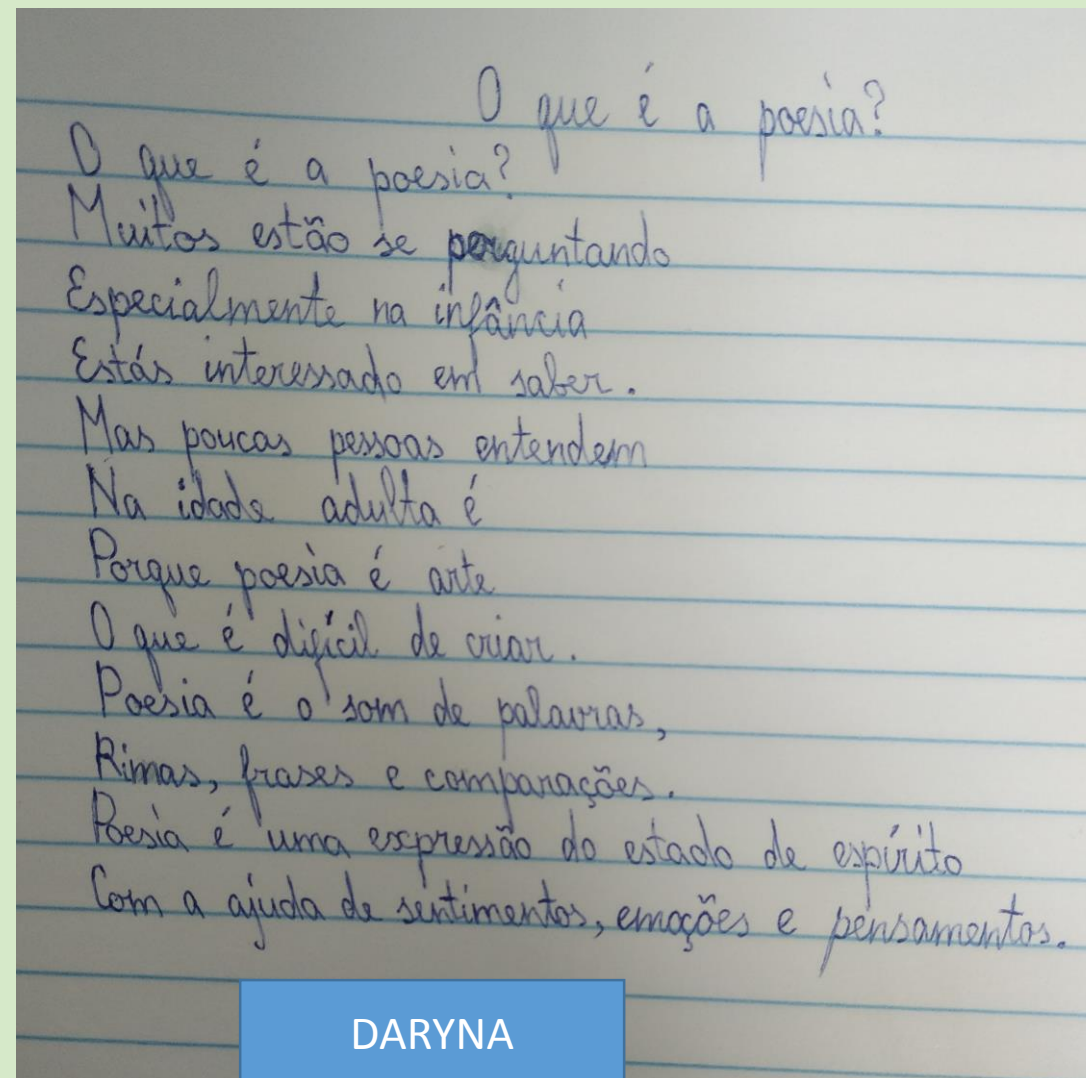 O que é a poesia?
O que é a poesia?
Muitos estão se perguntando
Especialmente na infância
Estás interessado em saber.
Mas poucas pessoas entendem
Na idade adulta é
Porque poesia é arte
O que é difícil de criar.
Poesia é o som de palavras,
Rimas, frases e comparações.
Poesia é uma expressão do estado de espírito
Com a ajuda de sentimentos, emoções e pensamentos.
DARYNA